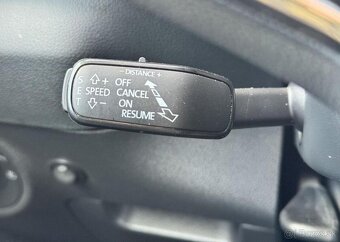 − DISTANCE +
S + OFF
E SPEED CANCEL
T − ON
RESUME